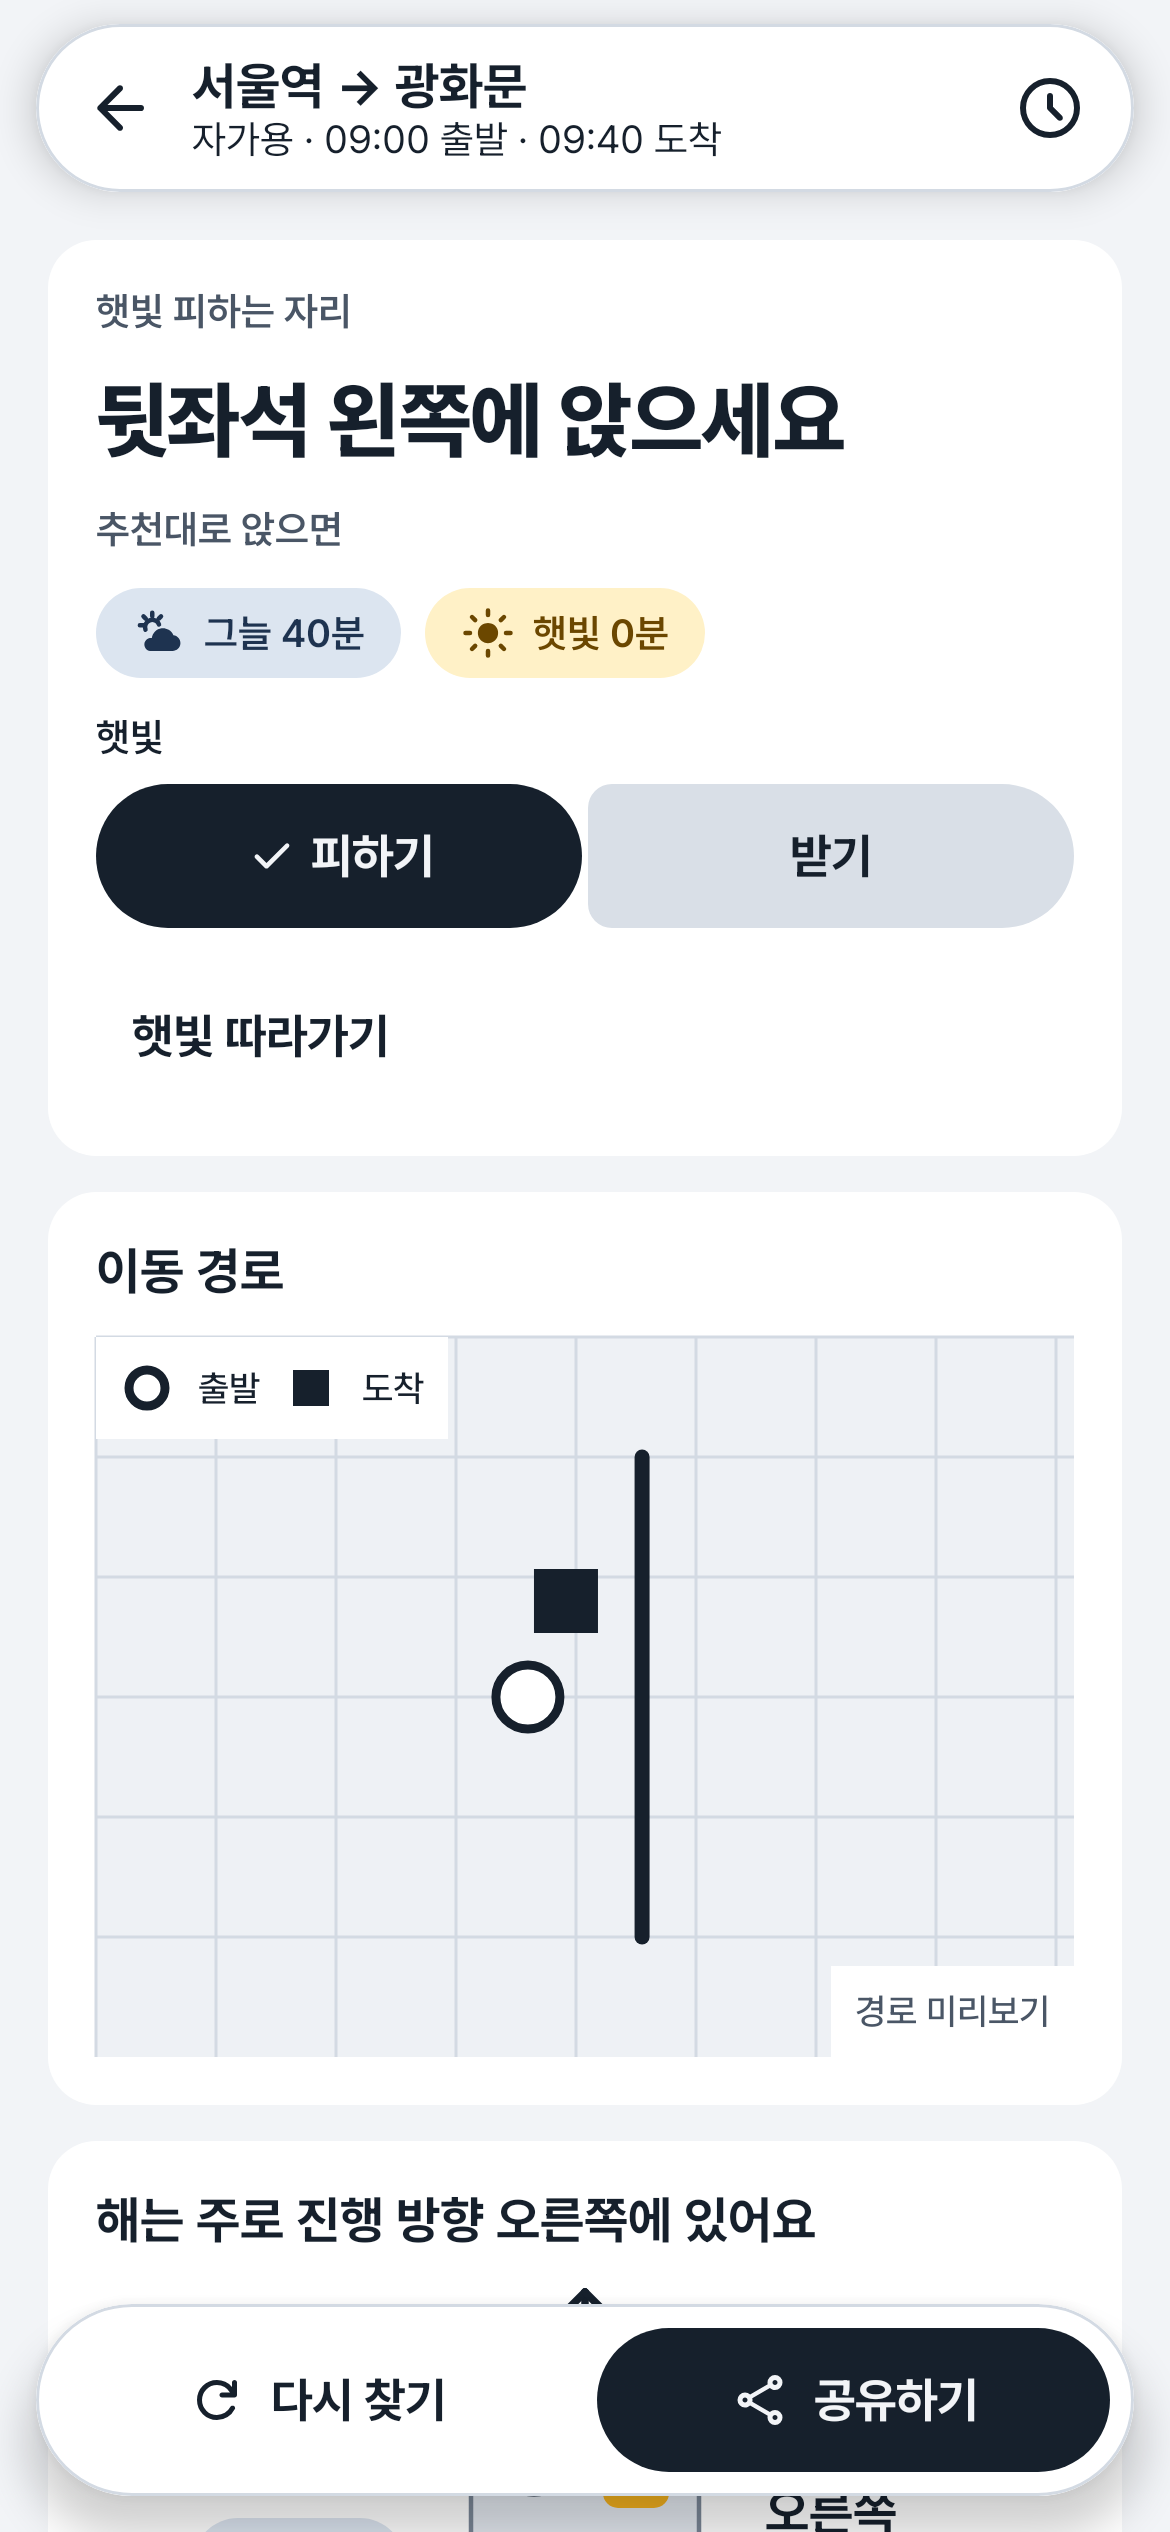 서울역 → 광화문
자가용 · 09:00 출발 · 09:40 도착
햇빛 피하는 자리
뒷좌석 왼쪽에 앉으세요
추천대로 앉으면
그늘 40분
햇빛 0분
햇빛
피하기
받기
햇빛 따라가기
이동 경로
출발
도착
경로 미리보기
해는 주로 진행 방향 오른쪽에 있어요
다시 찾기
공유하기
오른쪽